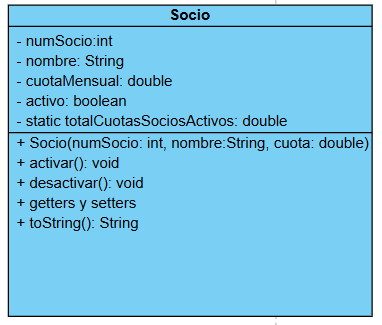 Socio
- numSocio:int
- nombre: String
- cuotaMensual: double
- activo: boolean
- static totalCuotasSociosActivos: double
+ Socio(numSocio: int, nombre:String, cuota: double)
+ activar(): void
+ desactivar(): void
+ getters y setters
+ toString(): String